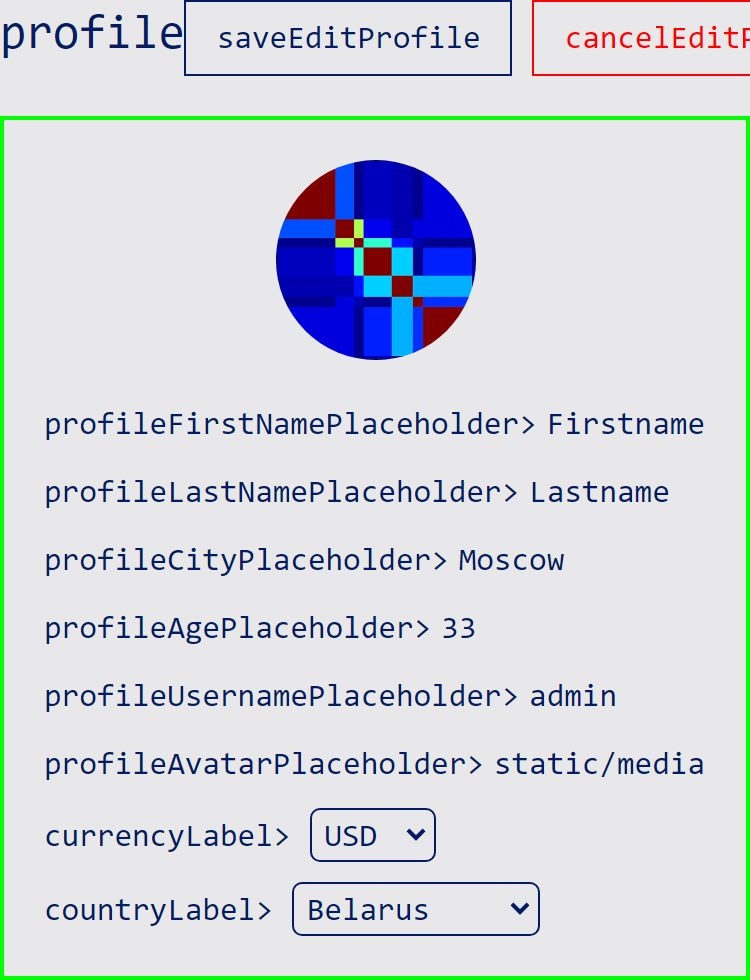 profile saveEditProfile cancelEditP
profileFirstNamePlaceholder> Firstname
profileLastNamePlaceholder> Lastname
profileCityPlaceholder> Moscow
profileAgePlaceholder> 33
profileUsernamePlaceholder> admin
profileAvatarPlaceholder> static/media
currencyLabel> USD
countryLabel> Belarus